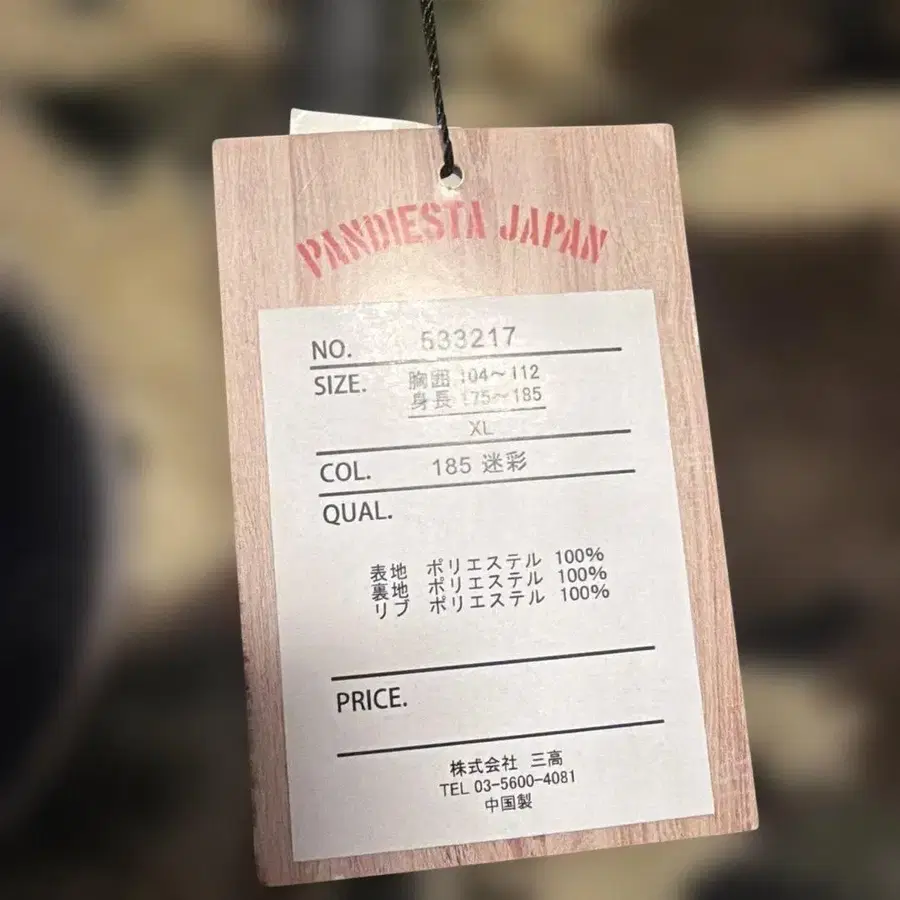 PANDIESTA JAPAN
NO. 533217
SIZE. 胸囲 104～112
身長 175～185
XL
COL. 185 迷彩
QUAL.
表地 ポリエステル 100%
裏地 ポリエステル 100%
リブ ポリエステル 100%
PRICE.
株式会社 三高
TEL 03-5600-4081
中国製